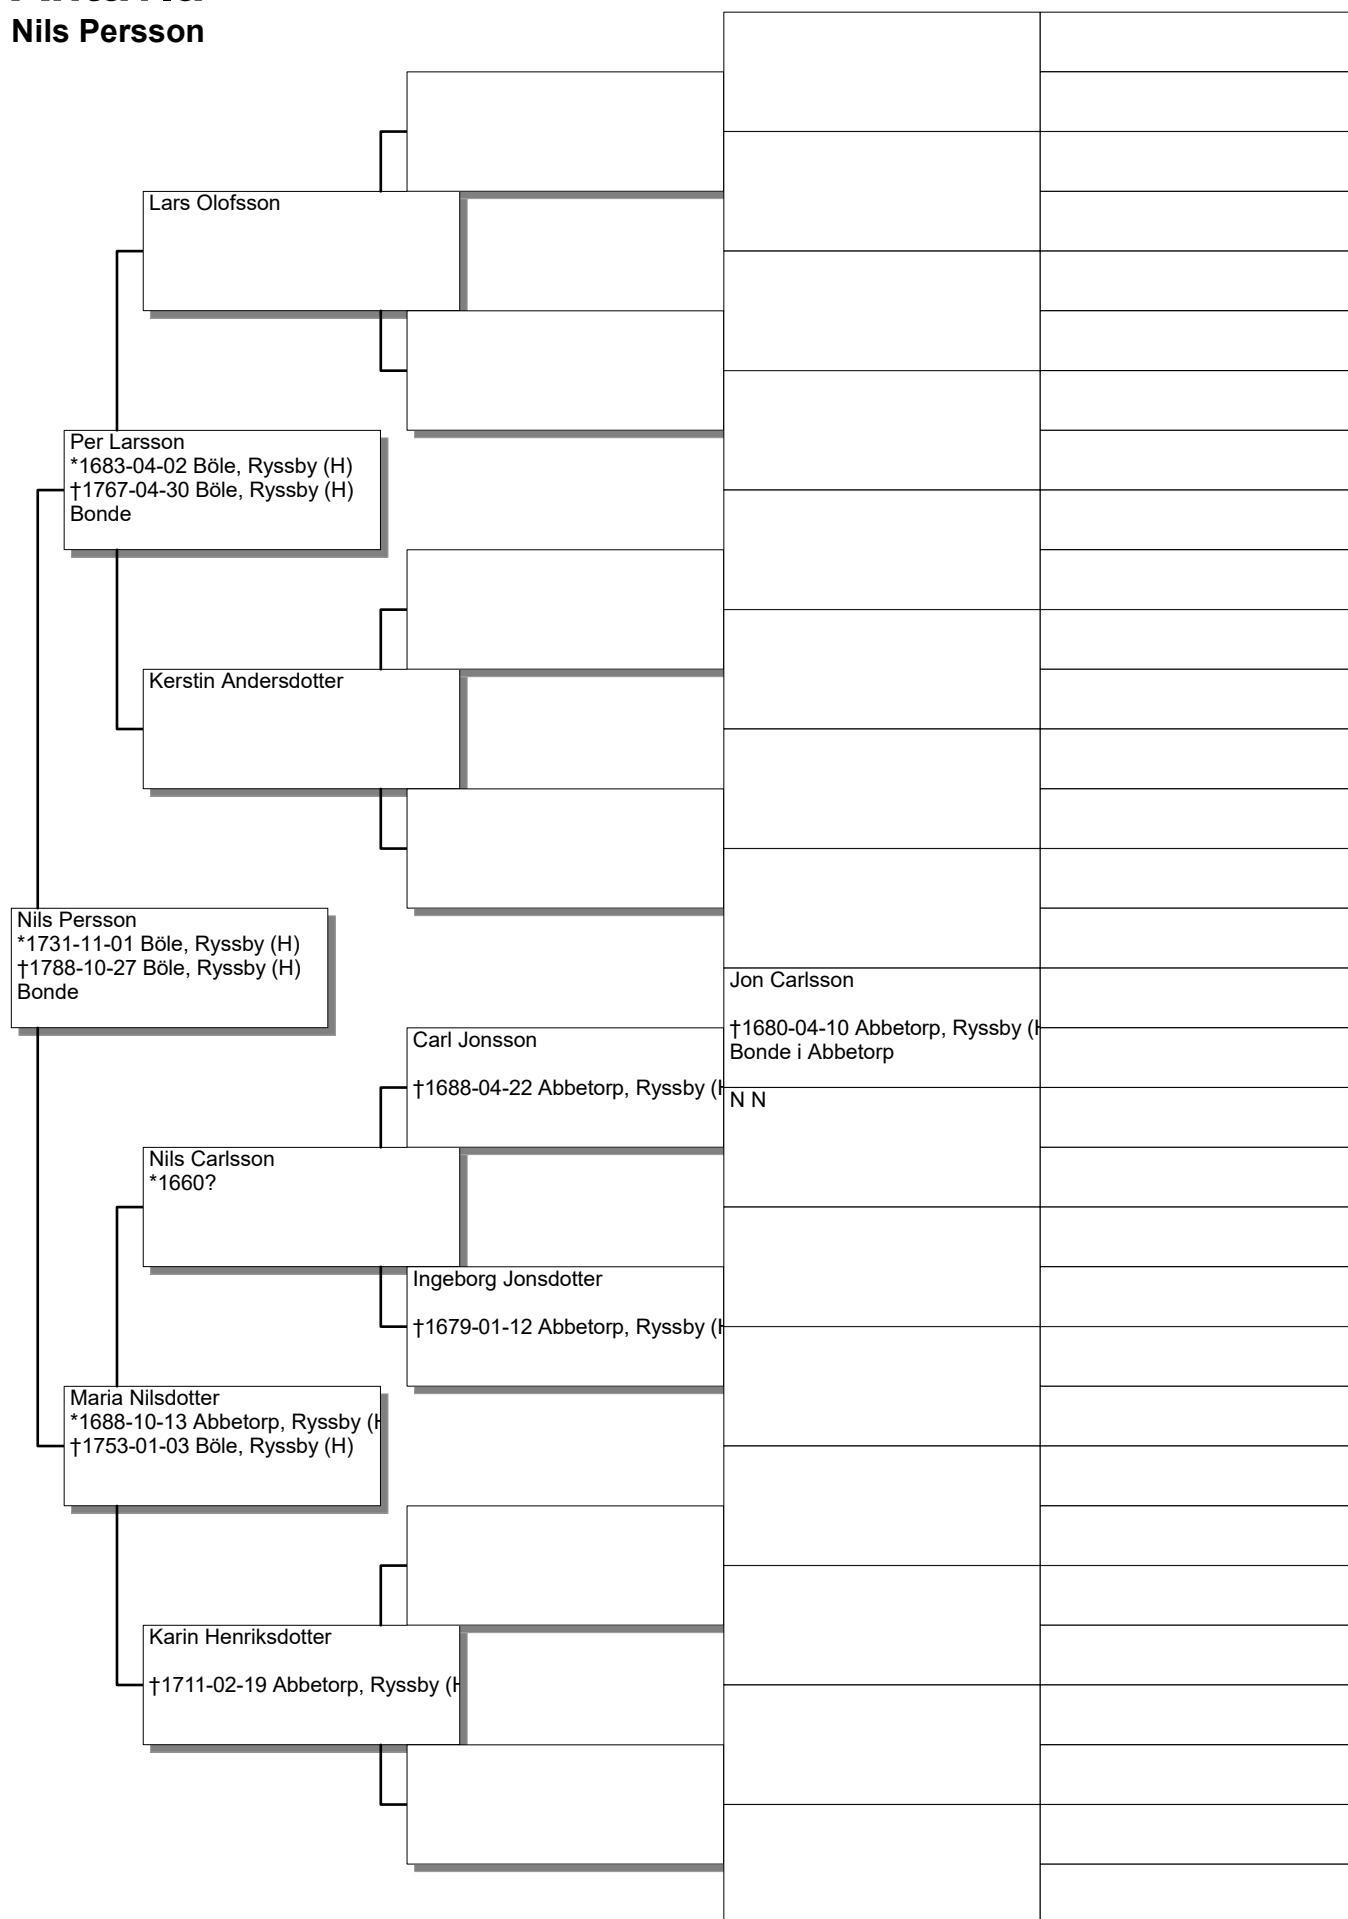 Nils Persson
Lars Olofsson
Per Larsson
*1683-04-02 Böle, Ryssby (H)
†1767-04-30 Böle, Ryssby (H)
Bonde
Kerstin Andersdotter
Nils Persson
*1731-11-01 Böle, Ryssby (H)
†1788-10-27 Böle, Ryssby (H)
Bonde
Jon Carlsson
†1680-04-10 Abbetorp, Ryssby (H
Bonde i Abbetorp
Carl Jonsson
†1688-04-22 Abbetorp, Ryssby (H
N N
Nils Carlsson
*1660?
Ingeborg Jonsdotter
†1679-01-12 Abbetorp, Ryssby (H
Maria Nilsdotter
*1688-10-13 Abbetorp, Ryssby (H
†1753-01-03 Böle, Ryssby (H)
Karin Henriksdotter
†1711-02-19 Abbetorp, Ryssby (H